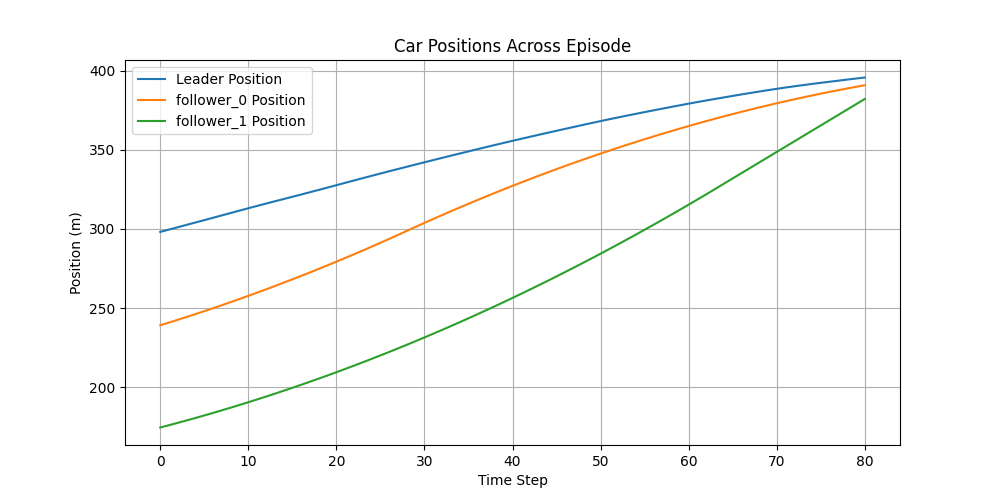 Car Positions Across Episode
Leader Position
follower_0 Position
follower_1 Position
Position (m)
400
350
300
250
200
0 10 20 30 40 50 60 70 80
Time Step